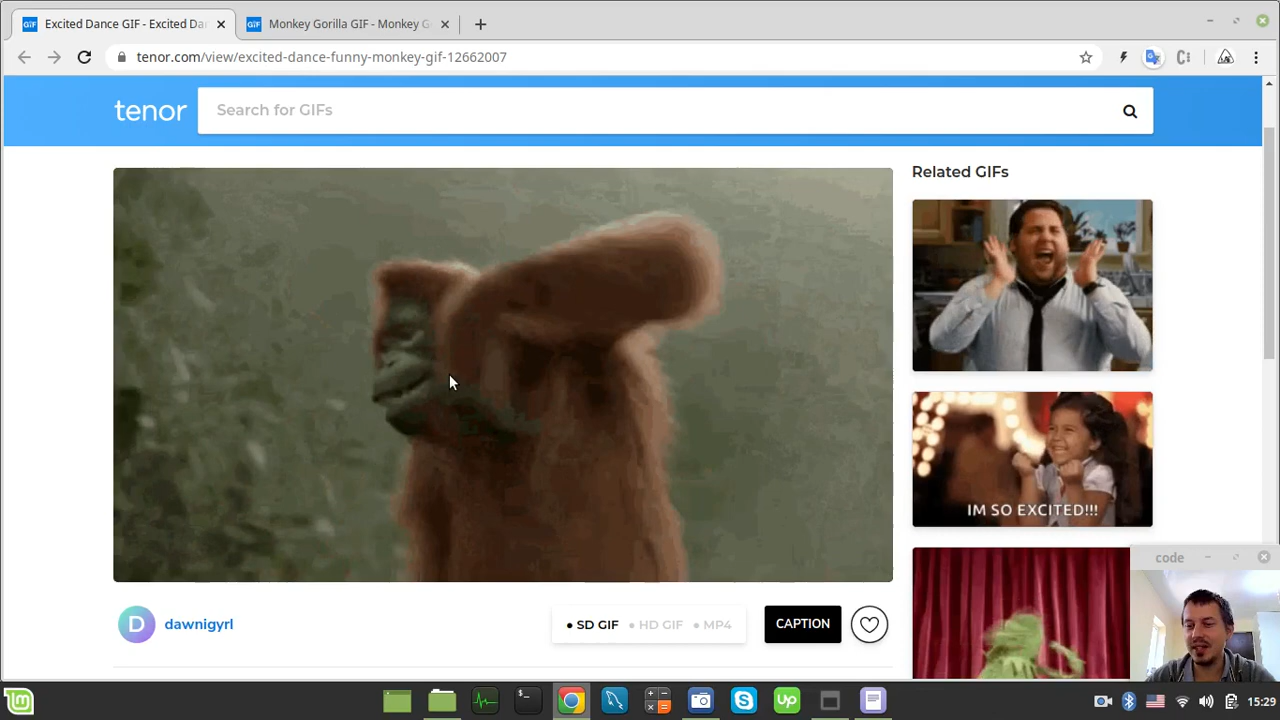 Excited Dance GIF - Excited Da
Monkey Gorilla GIF - Monkey G
tenor.com/view/excited-dance-funny-monkey-gif-12662007
tenor
Search for GIFs
Related GIFs
IM SO EXCITED!!!
code
D
dawnigyrl
SD GIF
HD GIF
MP4
CAPTION
Up
15:29